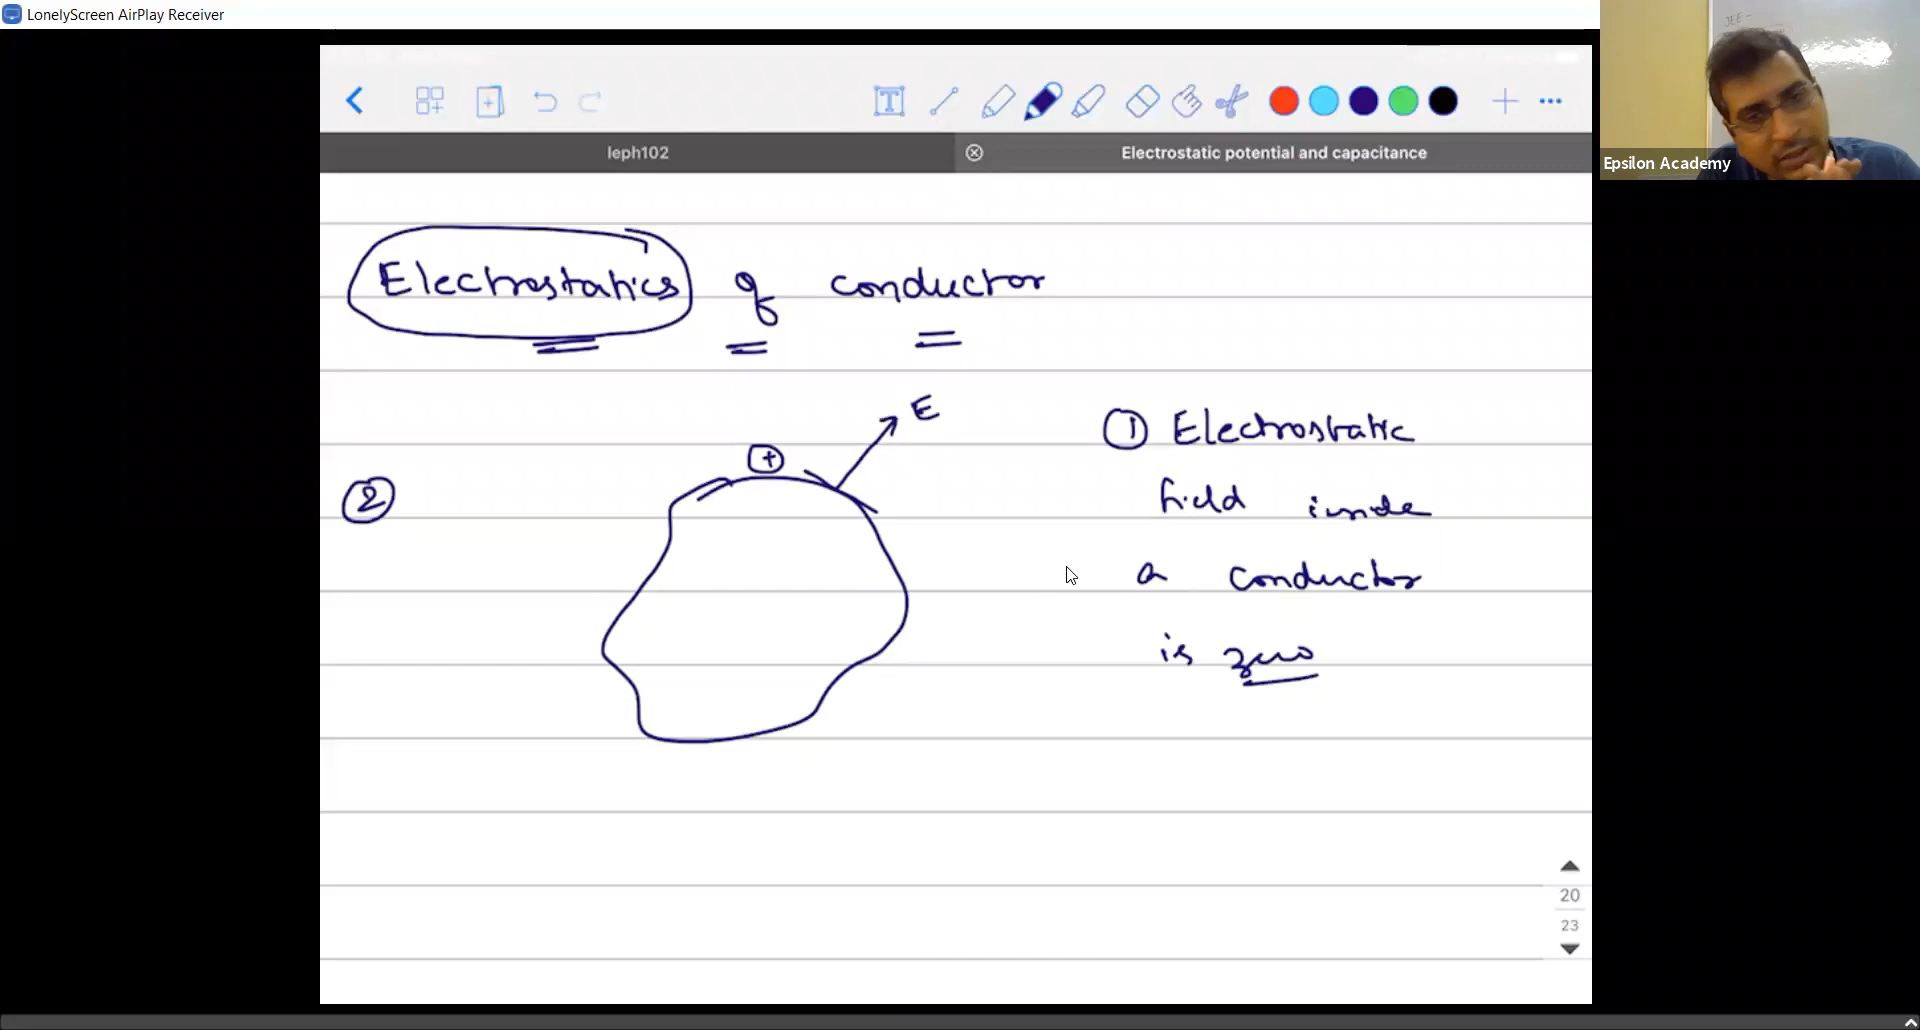 LonelyScreen AirPlay Receiver
JEE-
Epsilon Academy
T
leph102
Electrostatic potential and capacitance
Electrostatics of conductor
E
+
① Electrostatic
field inside
a conductor
is zero
②
20
23